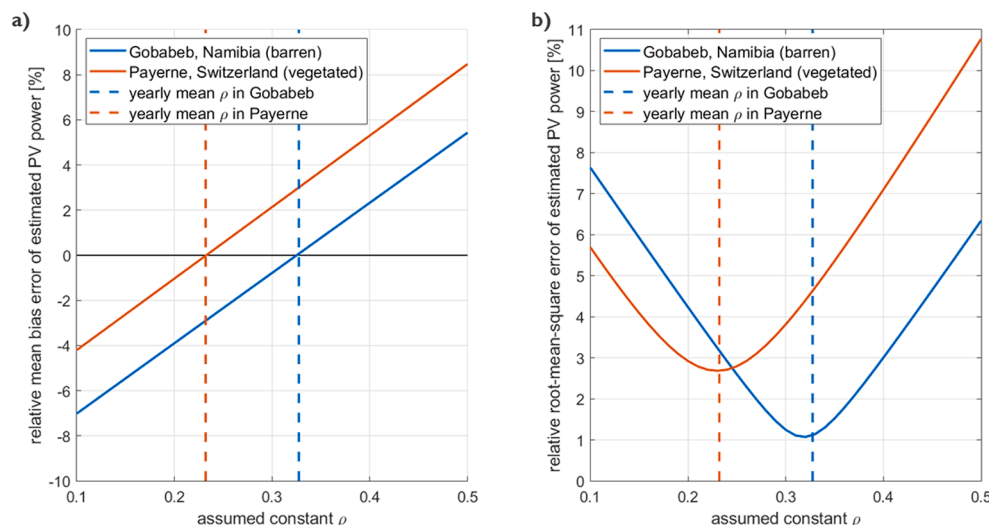 a)
relative mean bias error of estimated PV power [%]
10
8
6
4
2
0
-2
-4
-6
-8
-10
Gobabeb, Namibia (barren)
Payerne, Switzerland (vegetated)
yearly mean ρ in Gobabeb
yearly mean ρ in Payerne
0.1
0.2
0.3
0.4
0.5
assumed constant ρ
b)
relative root-mean-square error of estimated PV power [%]
11
10
9
8
7
6
5
4
3
2
1
0
Gobabeb, Namibia (barren)
Payerne, Switzerland (vegetated)
yearly mean ρ in Gobabeb
yearly mean ρ in Payerne
0.1
0.2
0.3
0.4
0.5
assumed constant ρ